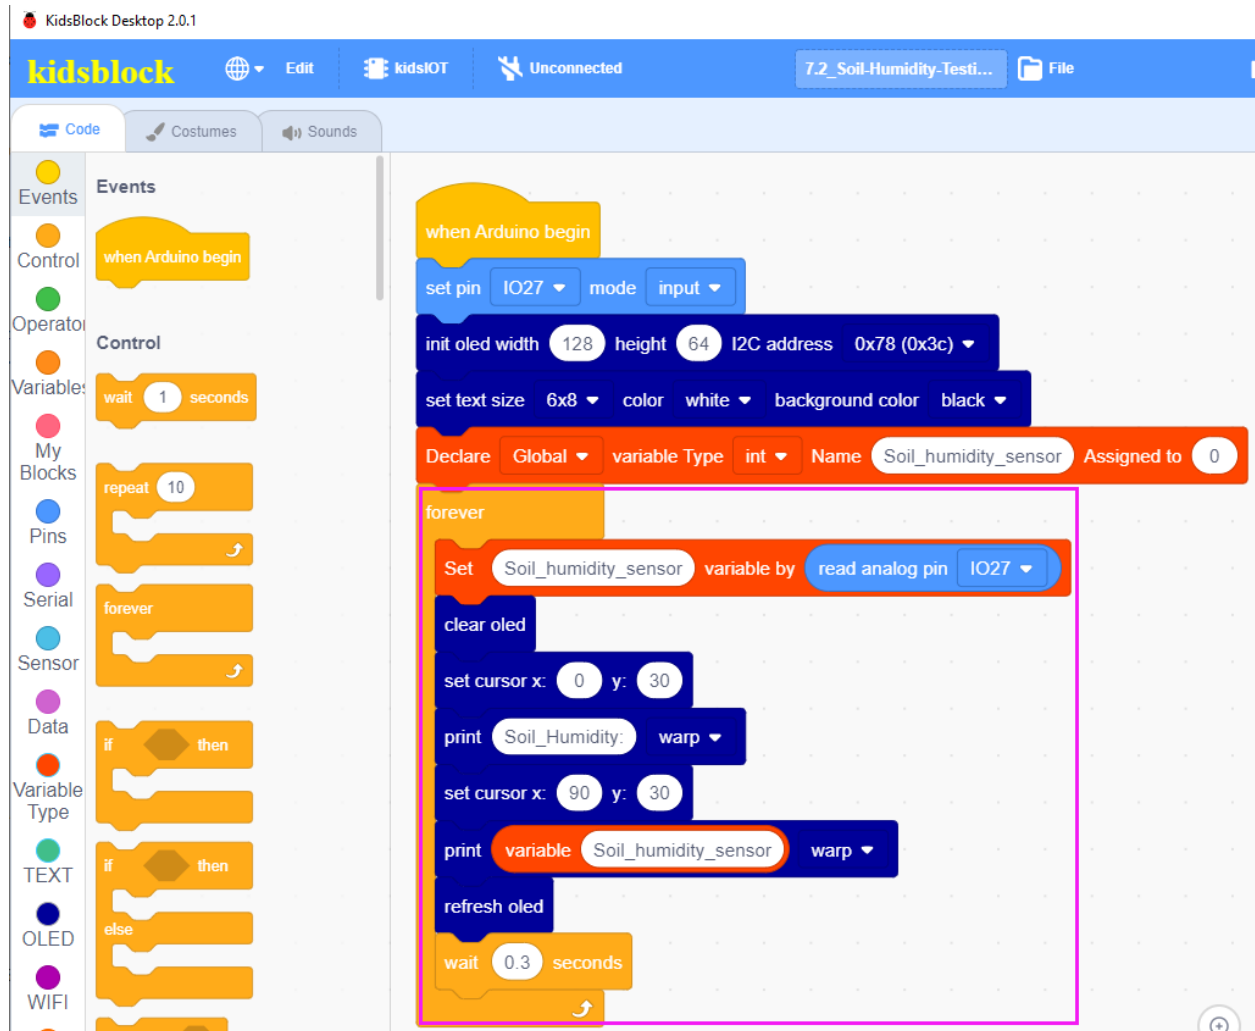 KidsBlock Desktop 2.0.1
kidsblock Edit kidsIOT Unconnected 7.2_Soil-Humidity-Testi... File
Code Costumes Sounds
Events
Control
Operator
Variables
My
Blocks
Pins
Serial
Sensor
Data
Variable
Type
TEXT
OLED
WIFI
Events
when Arduino begin
Control
wait 1 seconds
repeat 10
forever
if then
if then
else
when Arduino begin
set pin IO27 mode input
init oled width 128 height 64 I2C address 0x78 (0x3c)
set text size 6x8 color white background color black
Declare Global variable Type int Name Soil_humidity_sensor Assigned to 0
forever
Set Soil_humidity_sensor variable by read analog pin IO27
clear oled
set cursor x: 0 y: 30
print Soil_Humidity: warp
set cursor x: 90 y: 30
print variable Soil_humidity_sensor warp
refresh oled
wait 0.3 seconds